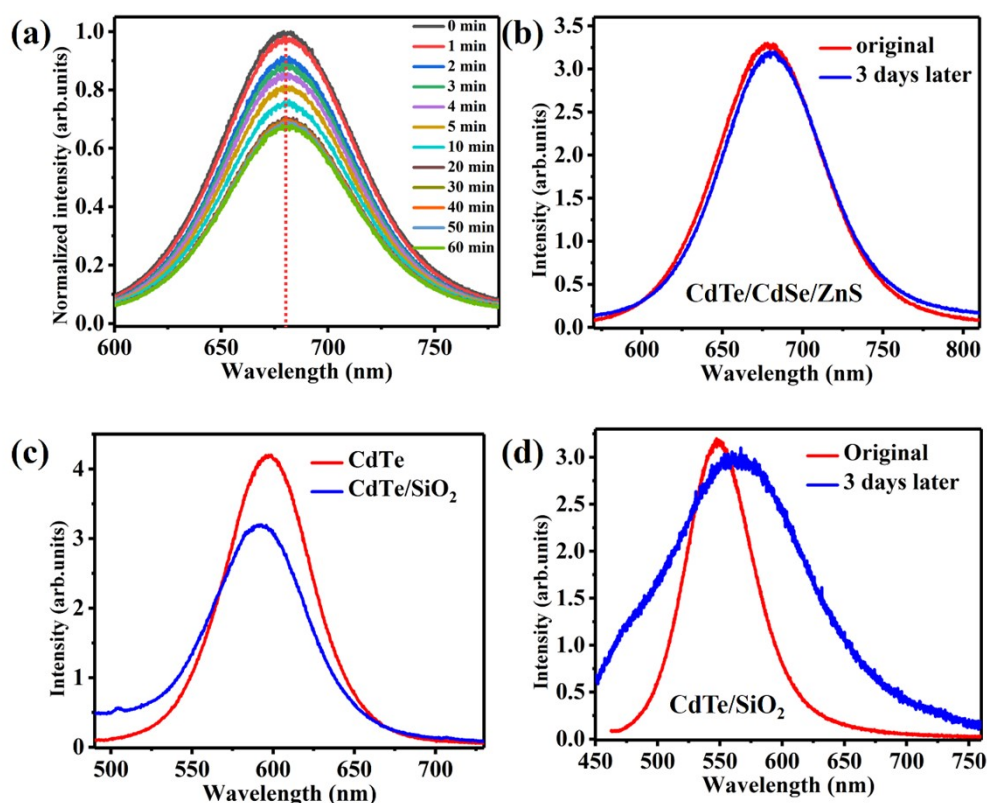 (a)
Normalized intensity (arb.units)
1.0
0.8
0.6
0.4
0.2
0.0
600
650
700
750
Wavelength (nm)
0 min
1 min
2 min
3 min
4 min
5 min
10 min
20 min
30 min
40 min
50 min
60 min
(b)
Intensity (arb.units)
3.5
3.0
2.5
2.0
1.5
1.0
0.5
0.0
600
650
700
750
800
Wavelength (nm)
original
3 days later
CdTe/CdSe/ZnS
(c)
Intensity (arb.units)
4
3
2
1
0
500
550
600
650
700
Wavelength (nm)
CdTe
CdTe/SiO₂
(d)
Intensity (arb.units)
3.0
2.5
2.0
1.5
1.0
0.5
0.0
450
500
550
600
650
700
750
Wavelength (nm)
Original
3 days later
CdTe/SiO₂